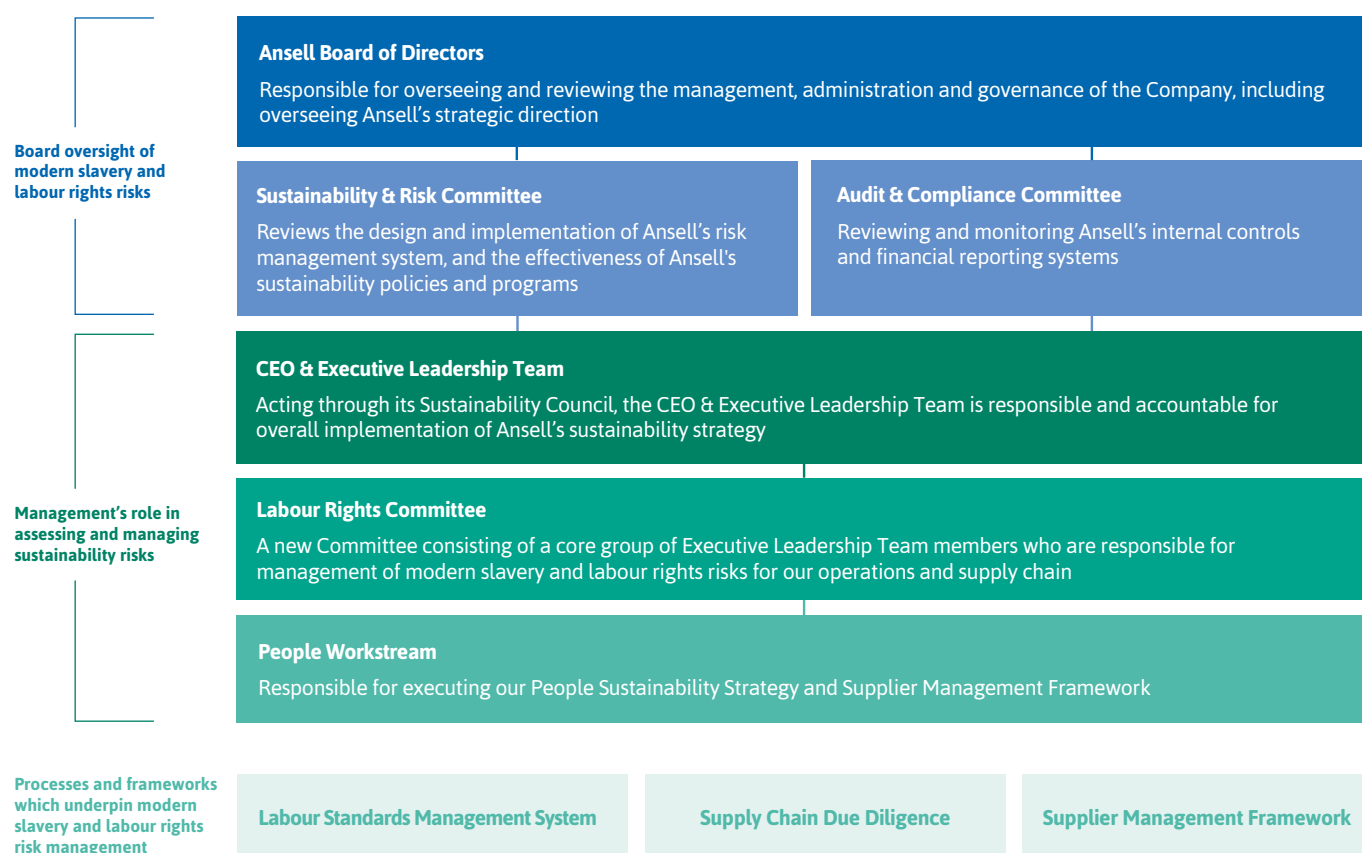 Ansell Board of Directors
Responsible for overseeing and reviewing the management, administration and governance of the Company, including
overseeing Ansell’s strategic direction
Board oversight of
modern slavery and
labour rights risks
Sustainability & Risk Committee
Reviews the design and implementation of Ansell’s risk
management system, and the effectiveness of Ansell's
sustainability policies and programs
Audit & Compliance Committee
Reviewing and monitoring Ansell’s internal controls
and financial reporting systems
CEO & Executive Leadership Team
Acting through its Sustainability Council, the CEO & Executive Leadership Team is responsible and accountable for
overall implementation of Ansell’s sustainability strategy
Management’s role in
assessing and managing
sustainability risks
Labour Rights Committee
A new Committee consisting of a core group of Executive Leadership Team members who are responsible for
management of modern slavery and labour rights risks for our operations and supply chain
People Workstream
Responsible for executing our People Sustainability Strategy and Supplier Management Framework
Processes and frameworks
which underpin modern
slavery and labour rights
risk management
Labour Standards Management System
Supply Chain Due Diligence
Supplier Management Framework